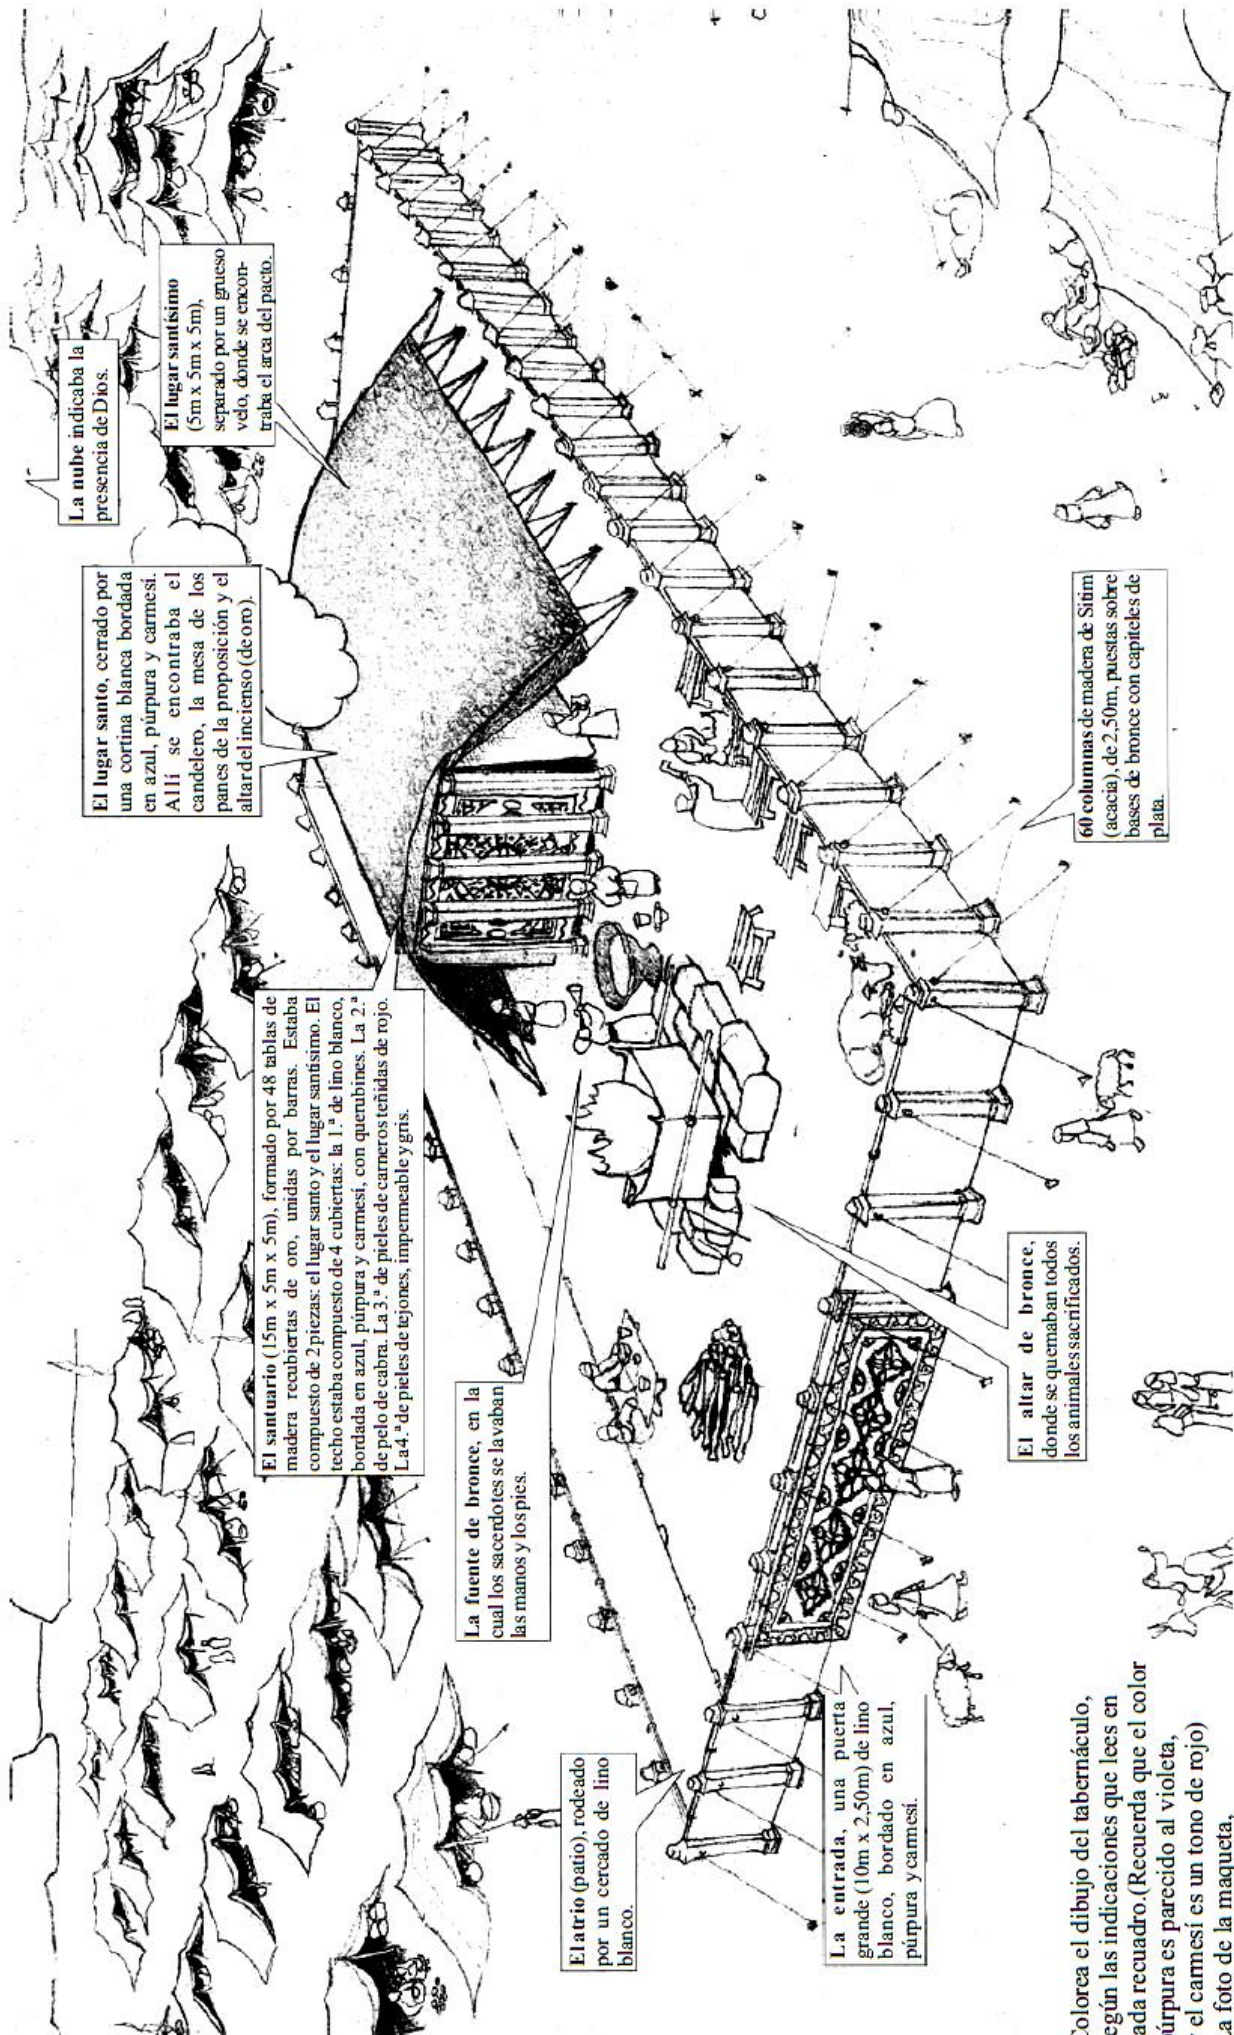 La nube indicaba la
presencia de Dios.
El lugar santísimo
(5m x 5m x 5m),
separado por un grueso
velo, donde se encon-
traba el arca del pacto.
El lugar santo, cerrado por
una cortina blanca bordada
en azul, púrpura y carmesí.
Allí se encontraba el
candelero, la mesa de los
panes de la proposición y el
altar del incienso (de oro).
El santuario (15m x 5m x 5m), formado por 48 tablas de
madera recubiertas de oro, unidas por barras. Estaba
compuesto de 2 piezas: el lugar santo y el lugar santísimo. El
techo estaba compuesto de 4 cubiertas: la 1.ª de lino blanco,
bordada en azul, púrpura y carmesí, con querubines. La 2.ª
de pelo de cabra. La 3.ª de pieles de carneros teñidas de rojo.
La 4.ª de pieles de tejones, impermeable y gris.
La fuente de bronce, en la
cual los sacerdotes se lavaban
las manos y los pies.
El atrio (patio), rodeado
por un cercado de lino
blanco.
La entrada, una puerta
grande (10m x 2,50m) de lino
blanco, bordado en azul,
púrpura y carmesí.
El altar de bronce,
donde se quemaban todos
los animales sacrificados.
60 columnas de madera de Sitim
(acacia), de 2,50m, puestas sobre
bases de bronce con capiteles de
plata.
Colorea el dibujo del tabernáculo,
según las indicaciones que lees en
cada recuadro.(Recuerda que el color
púrpura es parecido al violeta,
y el carmesí es un tono de rojo)
La foto de la maqueta,